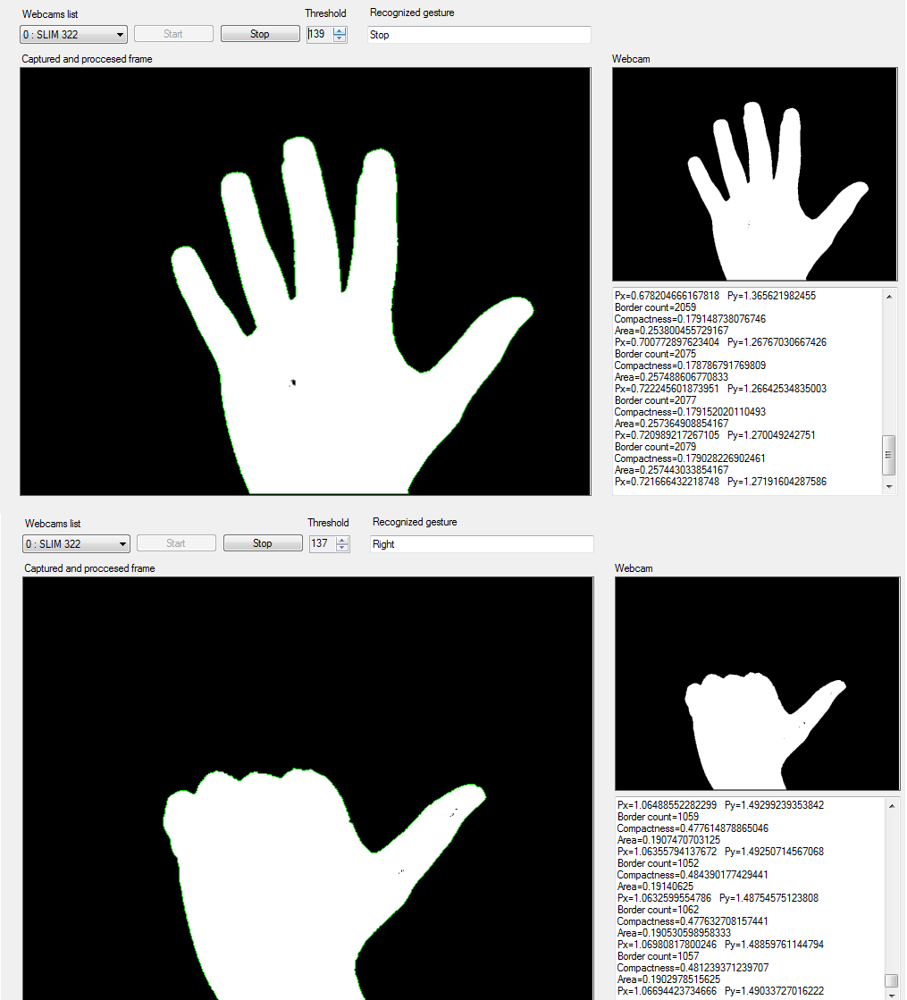 Webcams list
Threshold
Recognized gesture
0 : SLIM 322
Start
Stop
139
Stop
Captured and proccesed frame
Webcam
Px=0.678204666167818 Py=1.365621982455
Border count=2059
Compactness=0.179148738076746
Area=0.253800455729167
Px=0.700772897623404 Py=1.26767030667426
Border count=2075
Compactness=0.178786791769809
Area=0.257488606770833
Px=0.722245601873951 Py=1.26642534835003
Border count=2077
Compactness=0.179152020110493
Area=0.257364908854167
Px=0.720989217267105 Py=1.270049242751
Border count=2079
Compactness=0.179028226902461
Area=0.257443033854167
Px=0.721666432218748 Py=1.27191604287586
Webcams list
Threshold
Recognized gesture
0 : SLIM 322
Start
Stop
137
Right
Captured and proccesed frame
Webcam
Px=1.06488552282299 Py=1.49299239353842
Border count=1059
Compactness=0.477614878865046
Area=0.1907470703125
Px=1.06355794137672 Py=1.49250714567068
Border count=1052
Compactness=0.484390177429441
Area=0.19140625
Px=1.0632599554786 Py=1.48754575123808
Border count=1062
Compactness=0.477632708157441
Area=0.190530598958333
Px=1.06980817800246 Py=1.48859761144794
Border count=1057
Compactness=0.481239371239707
Area=0.1902978515625
Px=1.06694423734666 Py=1.49033727016222